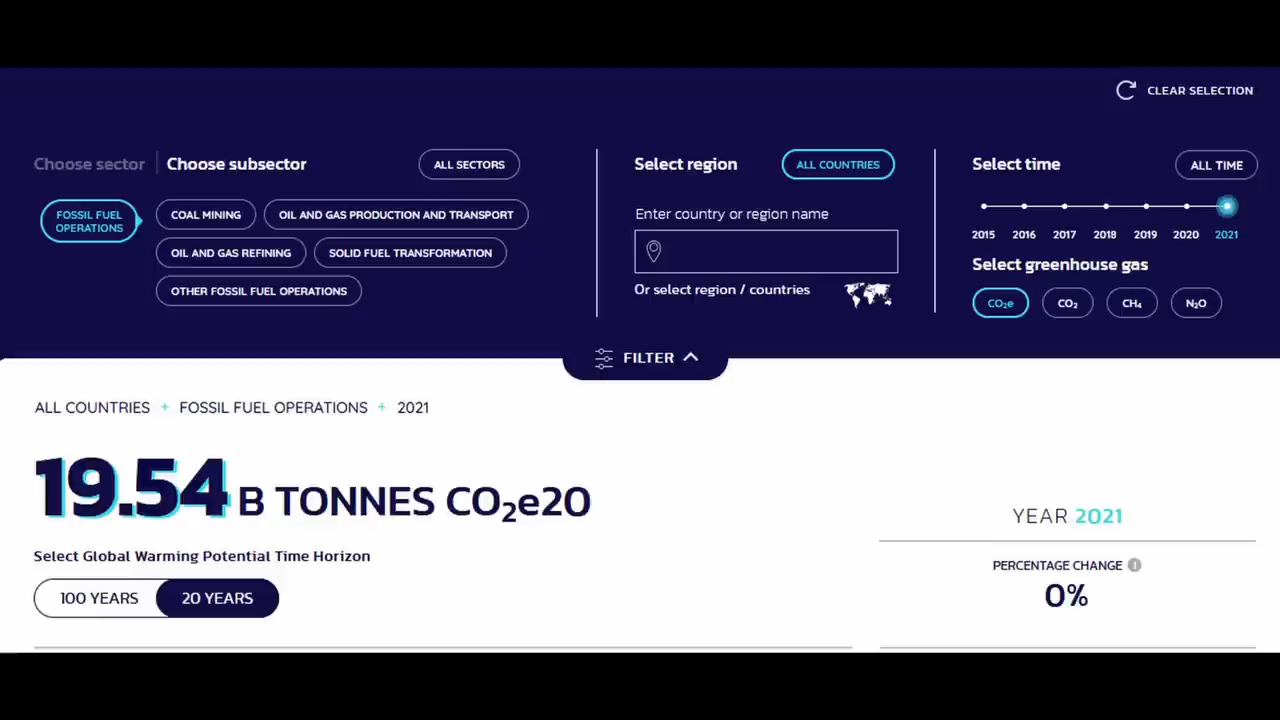 CLEAR SELECTION
Choose sector
Choose subsector
ALL SECTORS
FOSSIL FUEL
OPERATIONS
COAL MINING
OIL AND GAS PRODUCTION AND TRANSPORT
OIL AND GAS REFINING
SOLID FUEL TRANSFORMATION
OTHER FOSSIL FUEL OPERATIONS
Select region
ALL COUNTRIES
Enter country or region name
Or select region / countries
Select time
ALL TIME
2015 2016 2017 2018 2019 2020 2021
Select greenhouse gas
CO₂e CO₂ CH₄ N₂O
FILTER
ALL COUNTRIES + FOSSIL FUEL OPERATIONS + 2021
19.54 B TONNES CO₂e20
Select Global Warming Potential Time Horizon
100 YEARS 20 YEARS
YEAR 2021
PERCENTAGE CHANGE !
0%